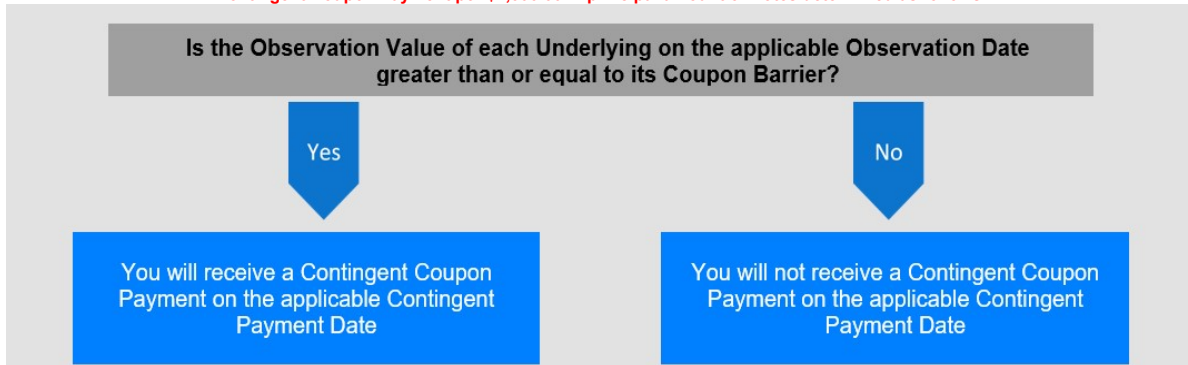 Is the Observation Value of each Underlying on the applicable Observation Date
greater than or equal to its Coupon Barrier?
Yes
No
You will receive a Contingent Coupon
Payment on the applicable Contingent
Payment Date
You will not receive a Contingent Coupon
Payment on the applicable Contingent
Payment Date